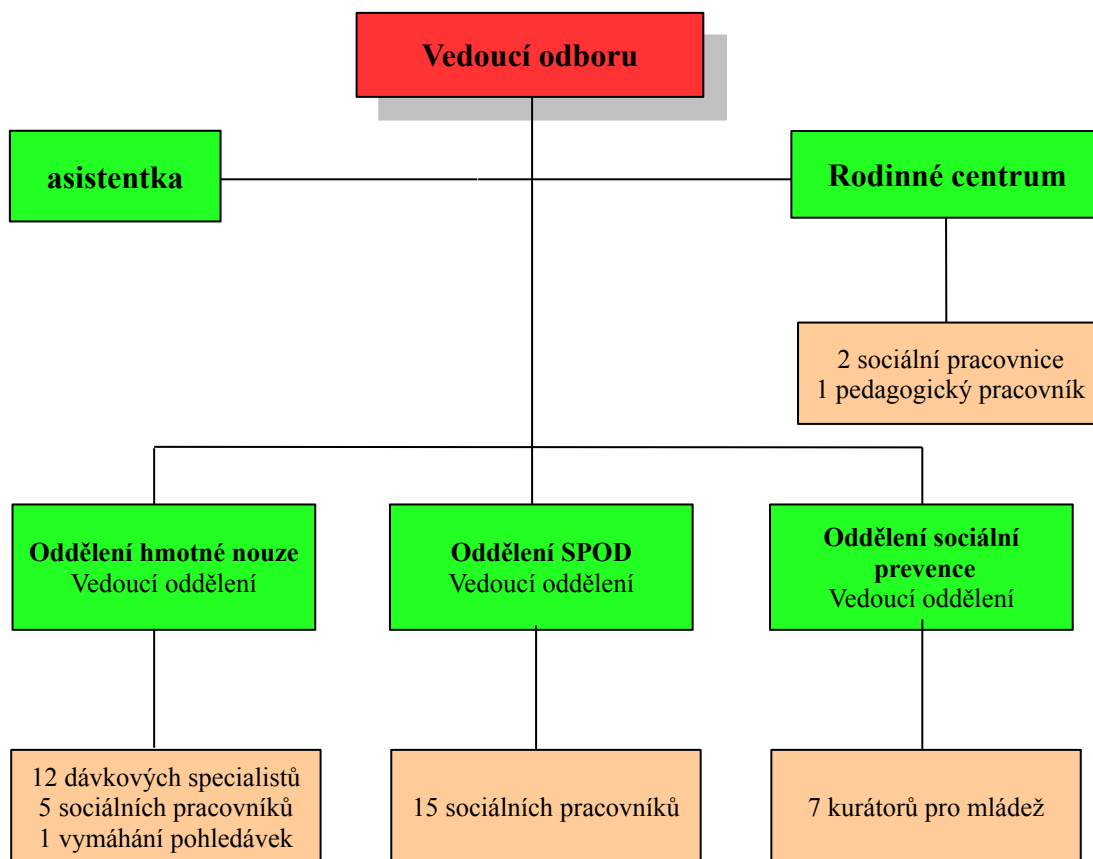 Vedoucí odboru
asistentka
Rodinné centrum
2 sociální pracovnice
1 pedagogický pracovník
Oddělení hmotné nouze
Vedoucí oddělení
Oddělení SPOD
Vedoucí oddělení
Oddělení sociální
prevence
Vedoucí oddělení
12 dávkových specialistů
5 sociálních pracovníků
1 vymáhání pohledávek
15 sociálních pracovníků
7 kurátorů pro mládež